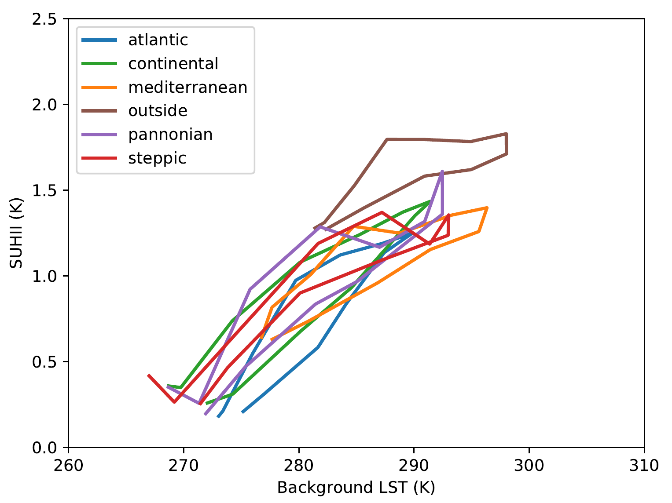 2.5
2.0
1.5
1.0
0.5
0.0
SUHII (K)
atlantic
continental
mediterranean
outside
pannonian
steppic
260 270 280 290 300 310
Background LST (K)